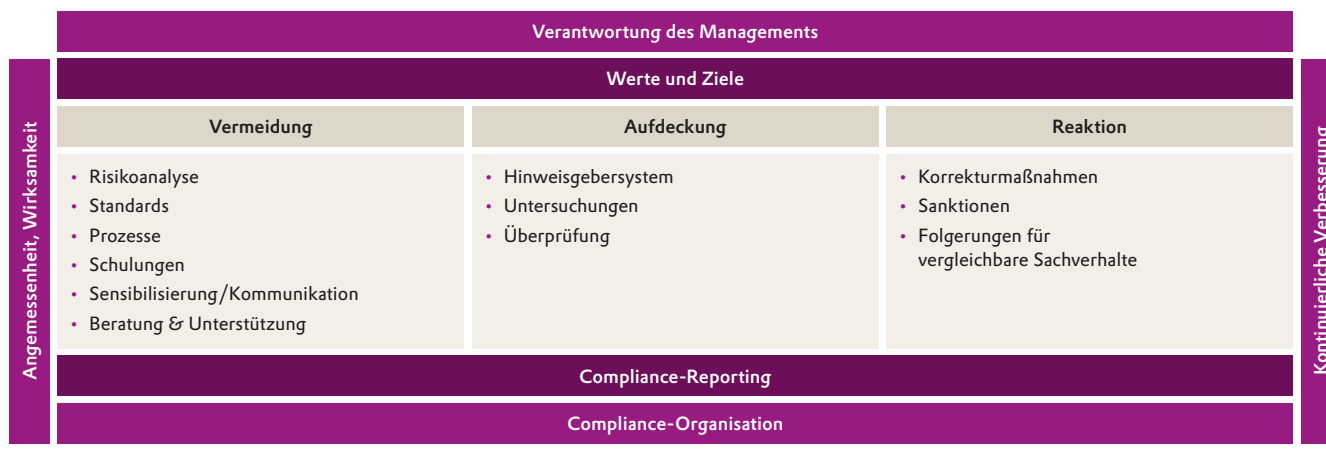 Verantwortung des Managements
Werte und Ziele
Angemessenheit, Wirksamkeit
Vermeidung
• Risikoanalyse
• Standards
• Prozesse
• Schulungen
• Sensibilisierung/Kommunikation
• Beratung & Unterstützung
Aufdeckung
• Hinweisgebersystem
• Untersuchungen
• Überprüfung
Reaktion
• Korrekturmaßnahmen
• Sanktionen
• Folgerungen für
vergleichbare Sachverhalte
Kontinuierliche Verbesserung
Compliance-Reporting
Compliance-Organisation